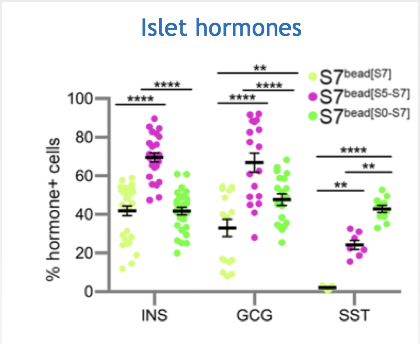 Islet hormones
S7bead[S7]
S7bead[S5-S7]
S7bead[S0-S7]
% hormone+ cells
100
80
60
40
20
0
**
****
****
****
****
****
**
**
INS
GCG
SST